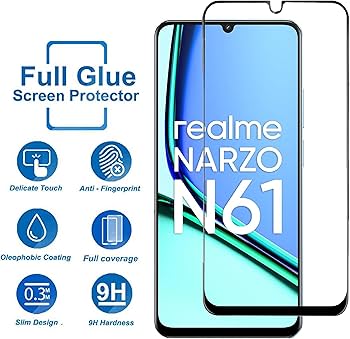 Full Glue
Screen Protector
Delicate Touch
Anti - Fingerprint
Oleophobic Coating
Full coverage
0.3M
9H
Slim Design .
9H Hardness
realme
NARZO
N61